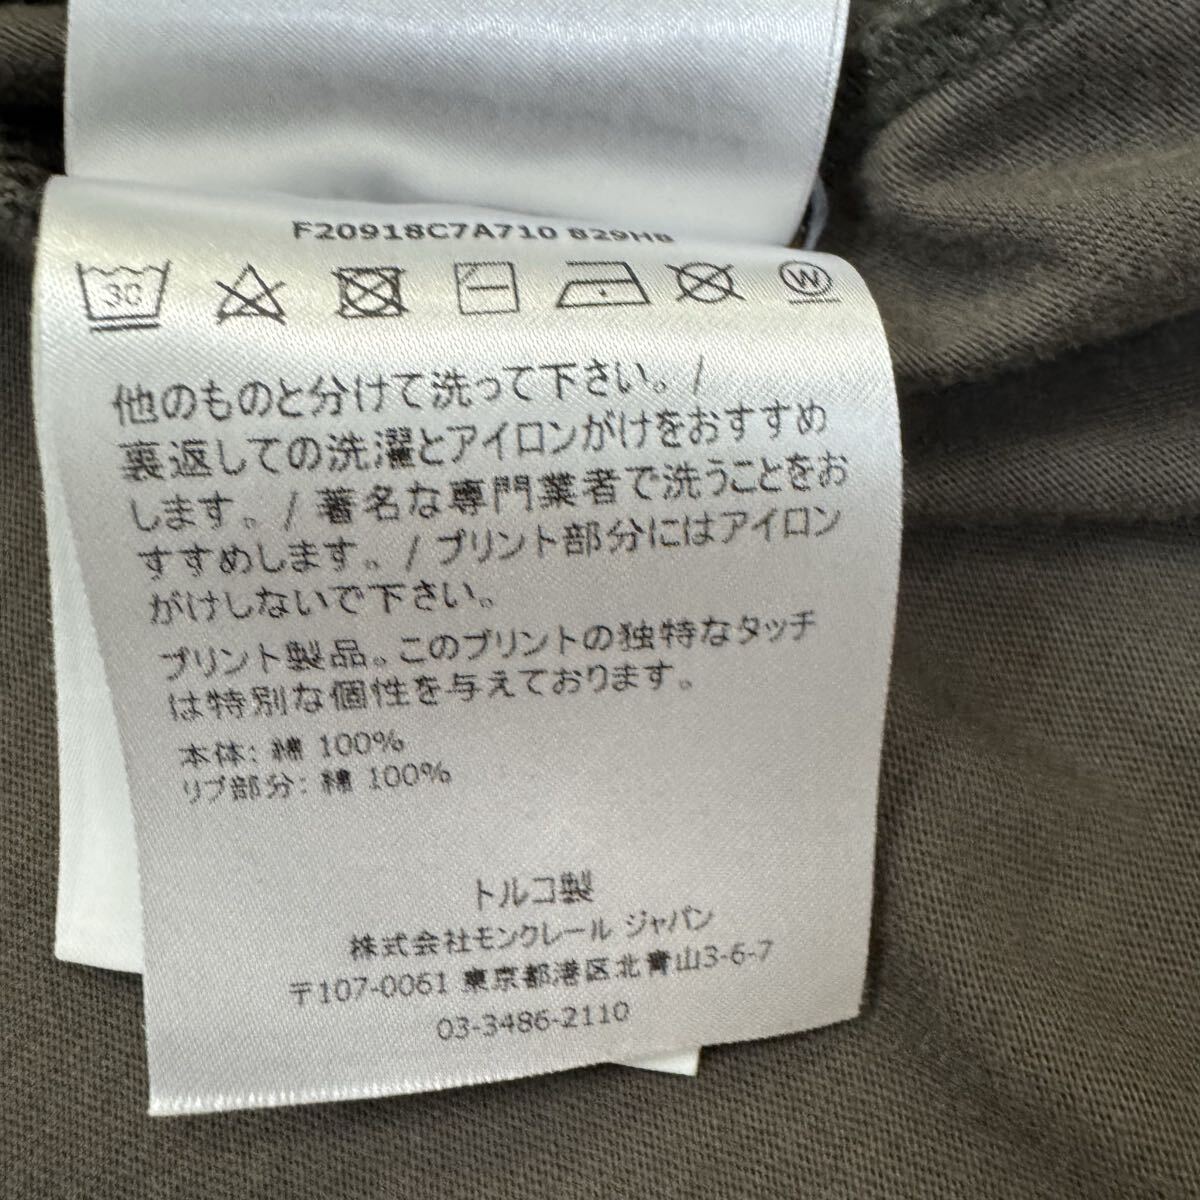 F20918C7A710 829H8
30
W
他のものと分けて洗って下さい。/
裏返しての洗濯とアイロンがけをおすすめ
します。/ 著名な専門業者で洗うことをお
すすめします。/ プリント部分にはアイロン
がけしないで下さい。
プリント製品。このプリントの独特なタッチ
は特別な個性を与えております。
本体: 綿 100%
リブ部分: 綿 100%
トルコ製
株式会社モンクレール ジャパン
〒107-0061 東京都港区北青山3-6-7
03-3486-2110